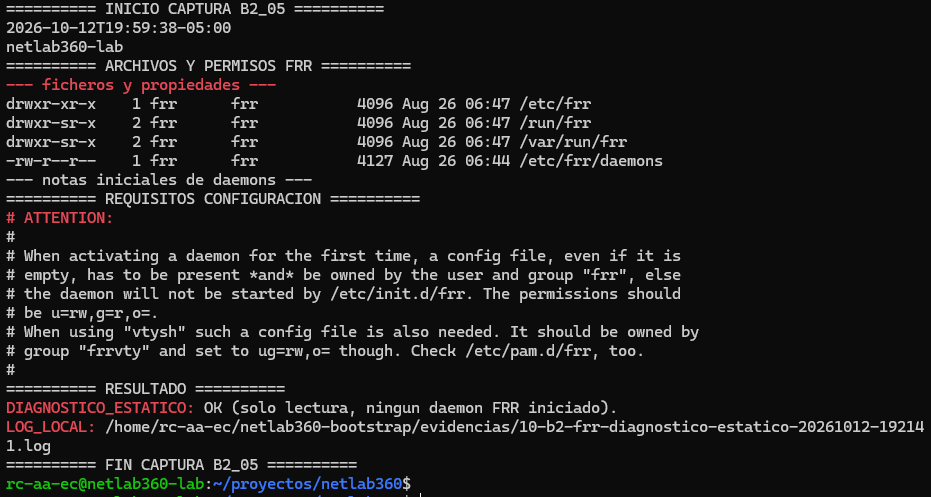 ========== INICIO CAPTURA B2_05 ==========
2026-10-12T19:59:38-05:00
netlab360-lab
========== ARCHIVOS Y PERMISOS FRR ==========
--- ficheros y propiedades ---
drwxr-xr-x    1 frr      frr           4096 Aug 26 06:47 /etc/frr
drwxr-sr-x    2 frr      frr           4096 Aug 26 06:47 /run/frr
drwxr-sr-x    2 frr      frr           4096 Aug 26 06:47 /var/run/frr
-rw-r--r--    1 frr      frr           4127 Aug 26 06:44 /etc/frr/daemons
--- notas iniciales de daemons ---
========== REQUISITOS CONFIGURACION ==========
# ATTENTION:
#
# When activating a daemon for the first time, a config file, even if it is
# empty, has to be present *and* be owned by the user and group "frr", else
# the daemon will not be started by /etc/init.d/frr. The permissions should
# be u=rw,g=r,o=.
# When using "vtysh" such a config file is also needed. It should be owned by
# group "frrvty" and set to ug=rw,o= though. Check /etc/pam.d/frr, too.
#
========== RESULTADO ==========
DIAGNOSTICO_ESTATICO: OK (solo lectura, ningun daemon FRR iniciado).
LOG_LOCAL: /home/rc-aa-ec/netlab360-bootstrap/evidencias/10-b2-frr-diagnostico-estatico-20261012-19214
1.log
========== FIN CAPTURA B2_05 ==========
rc-aa-ec@netlab360-lab:~/proyectos/netlab360$